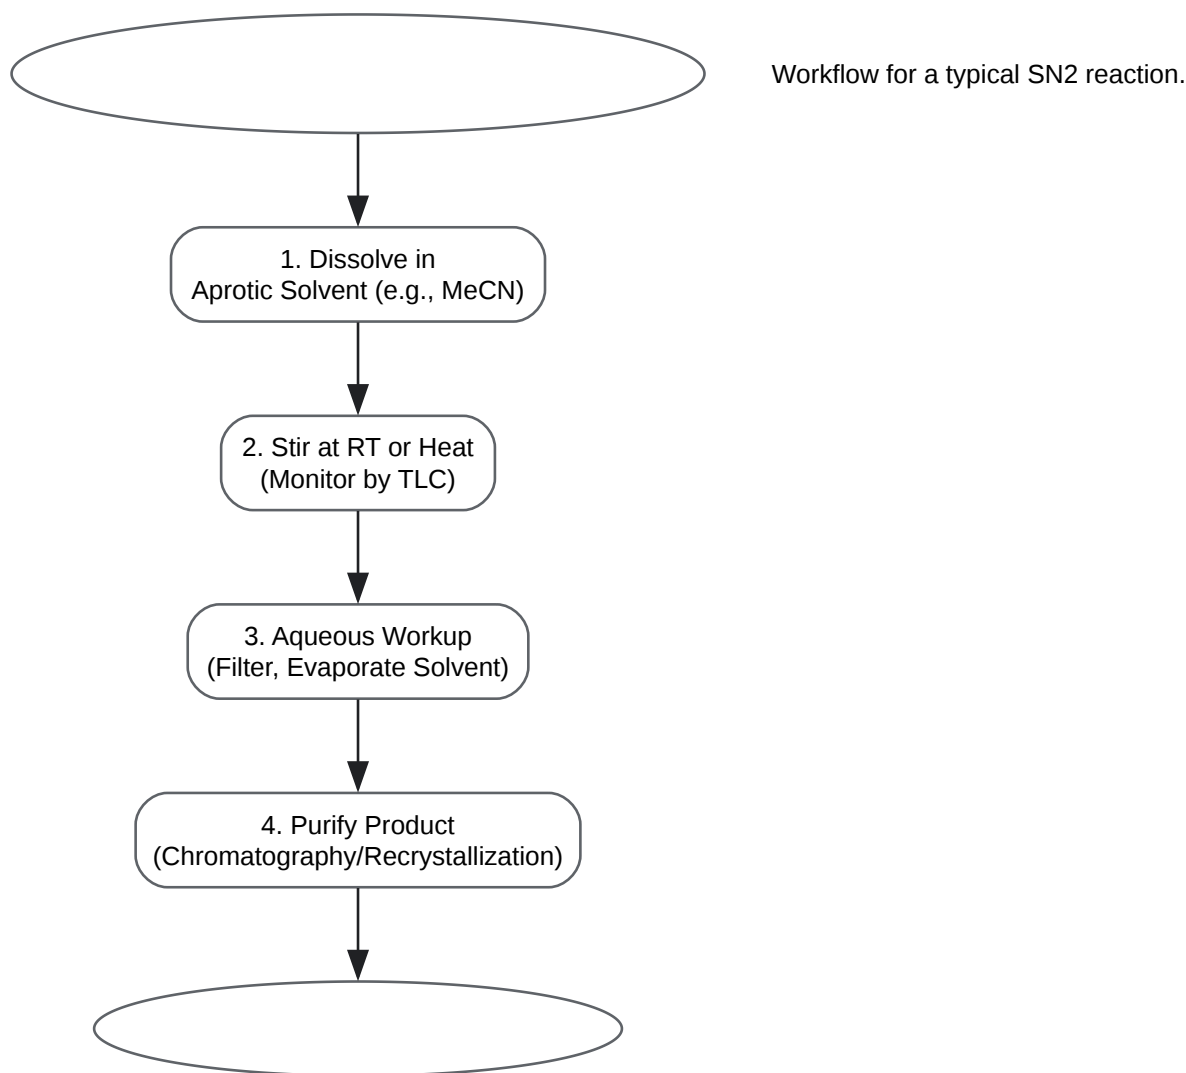 Workflow for a typical SN2 reaction.
1. Dissolve in
Aprotic Solvent (e.g., MeCN)
2. Stir at RT or Heat
(Monitor by TLC)
3. Aqueous Workup
(Filter, Evaporate Solvent)
4. Purify Product
(Chromatography/Recrystallization)